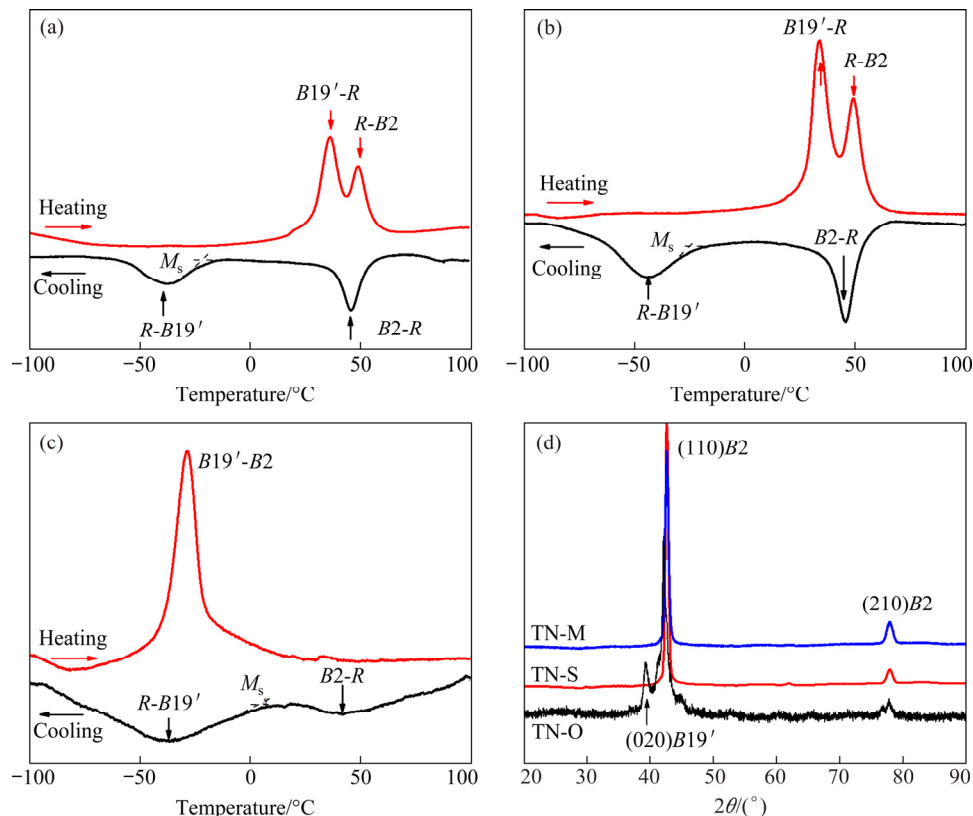 (a)
B19′-R
R-B2
Heating
Mₛ
Cooling
R-B19′
B2-R
−100 −50 0 50 100
Temperature/°C
(b)
B19′-R
R-B2
Heating
Mₛ
B2-R
Cooling
R-B19′
−100 −50 0 50 100
Temperature/°C
(c)
B19′-B2
Heating
R-B19′
Mₛ
B2-R
Cooling
−100 −50 0 50 100
Temperature/°C
(d)
(110)B2
(210)B2
TN-M
TN-S
TN-O
(020)B19′
20 30 40 50 60 70 80 90
2θ/(°)